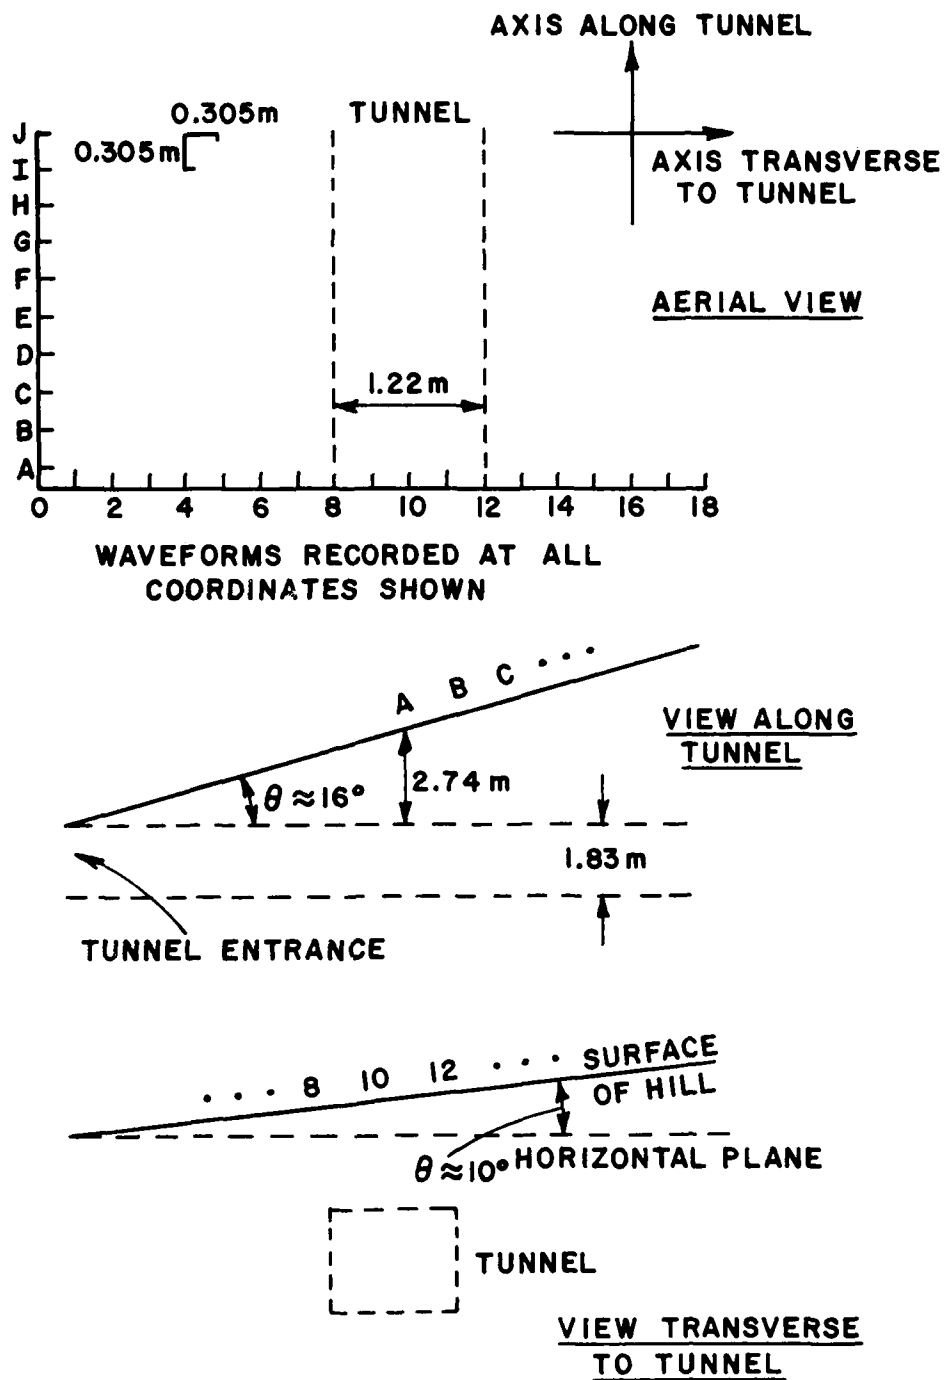 AXIS ALONG TUNNEL
0.305m
TUNNEL
J
0.305m
I
AXIS TRANSVERSE
TO TUNNEL
H
G
F
AERIAL VIEW
E
D
C
1.22m
B
A
0 2 4 6 8 10 12 14 16 18
WAVEFORMS RECORDED AT ALL
COORDINATES SHOWN
A B C • • •
VIEW ALONG
TUNNEL
θ≈16°
2.74 m
1.83 m
TUNNEL ENTRANCE
• • • 8 10 12 • • • SURFACE
OF HILL
θ≈10° HORIZONTAL PLANE
TUNNEL
VIEW TRANSVERSE
TO TUNNEL